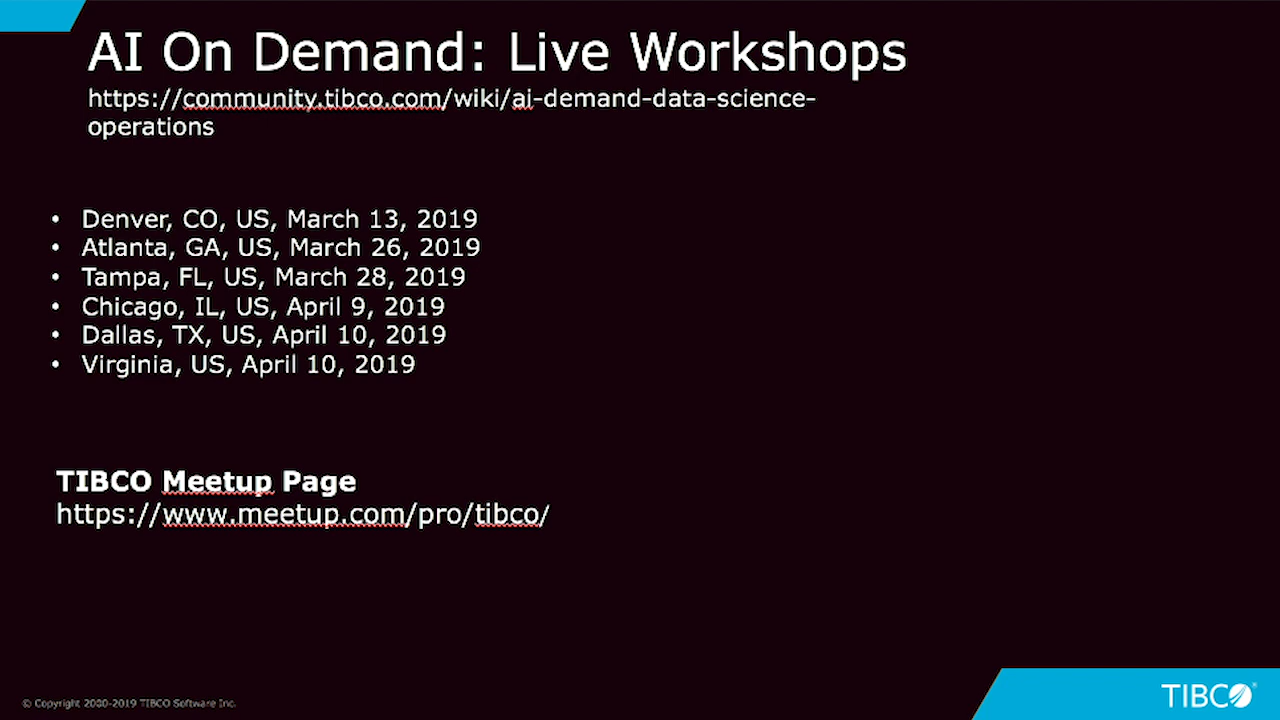 AI On Demand: Live Workshops
https://community.tibco.com/wiki/ai-demand-data-science-
operations
• Denver, CO, US, March 13, 2019
• Atlanta, GA, US, March 26, 2019
• Tampa, FL, US, March 28, 2019
• Chicago, IL, US, April 9, 2019
• Dallas, TX, US, April 10, 2019
• Virginia, US, April 10, 2019
TIBCO Meetup Page
https://www.meetup.com/pro/tibco/
© Copyright 2000-2019 TIBCO Software Inc.
TIBCO®